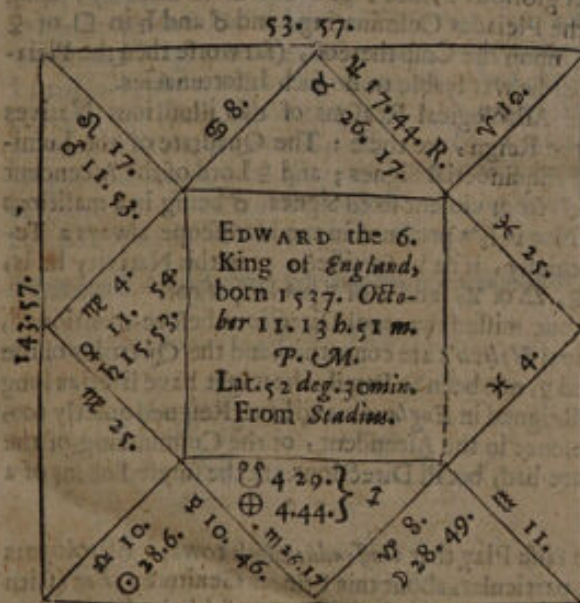 53. 57.
♋ 8.
♃ 17. 44. R.
♉ 26. 17.
♈ 10.
♌ 17.
♂ 11. 53.
♓ 25.
143. 57.
♍ 4.
♀ 11. 54.
♄ 15. 53.
♍ 25.
EDWARD the 6.
King of England,
born 1527. Octo-
ber 11. 13 h. 51 m.
P. M.
Lat. 52 deg. 30 min.
From Stadius.
♓ 4.
☋ 4 29. }
⊕ 4.44. } ♐
♎ 10.
☉ 28. 6.
☿ 10. 46.
♏ 26. 17
♑ 8.
☽ 28. 49.
♒ 11.